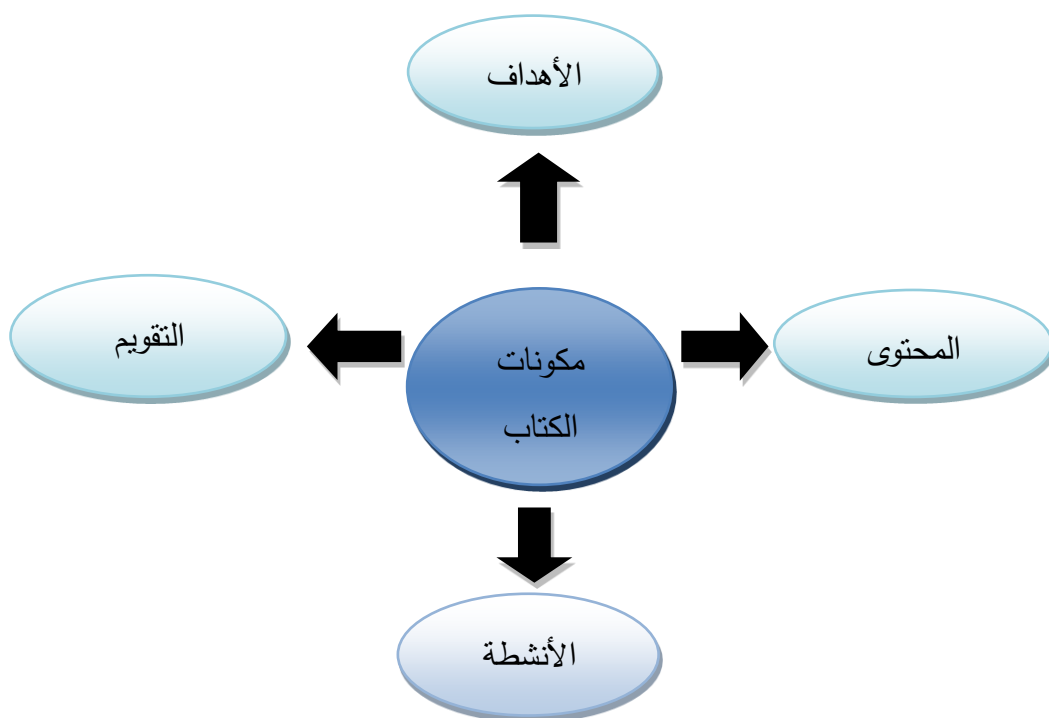 الأهداف
المحتوى
مكونات
الكتاب
التقويم
الأنشطة